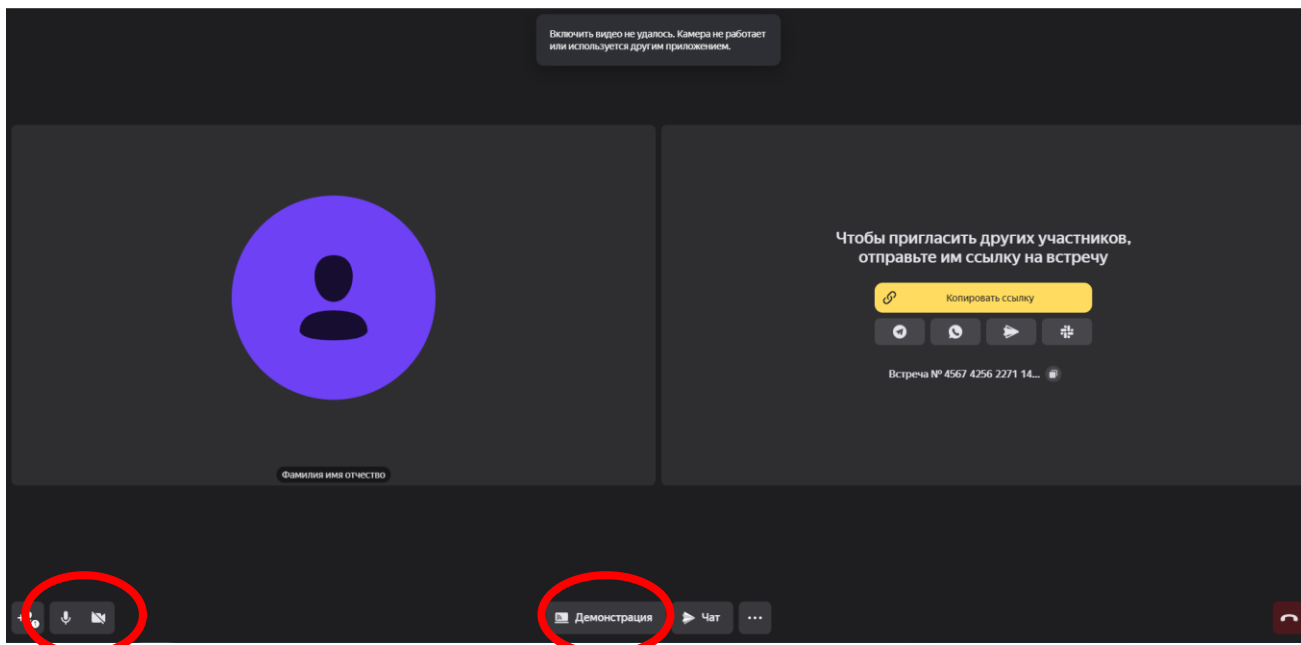 Включить видео не удалось. Камера не работает
или используется другим приложением.
Чтобы пригласить других участников,
отправьте им ссылку на встречу
Копировать ссылку
Встреча № 4567 4256 2271 14...
Фамилия имя отчество
Демонстрация
Чат